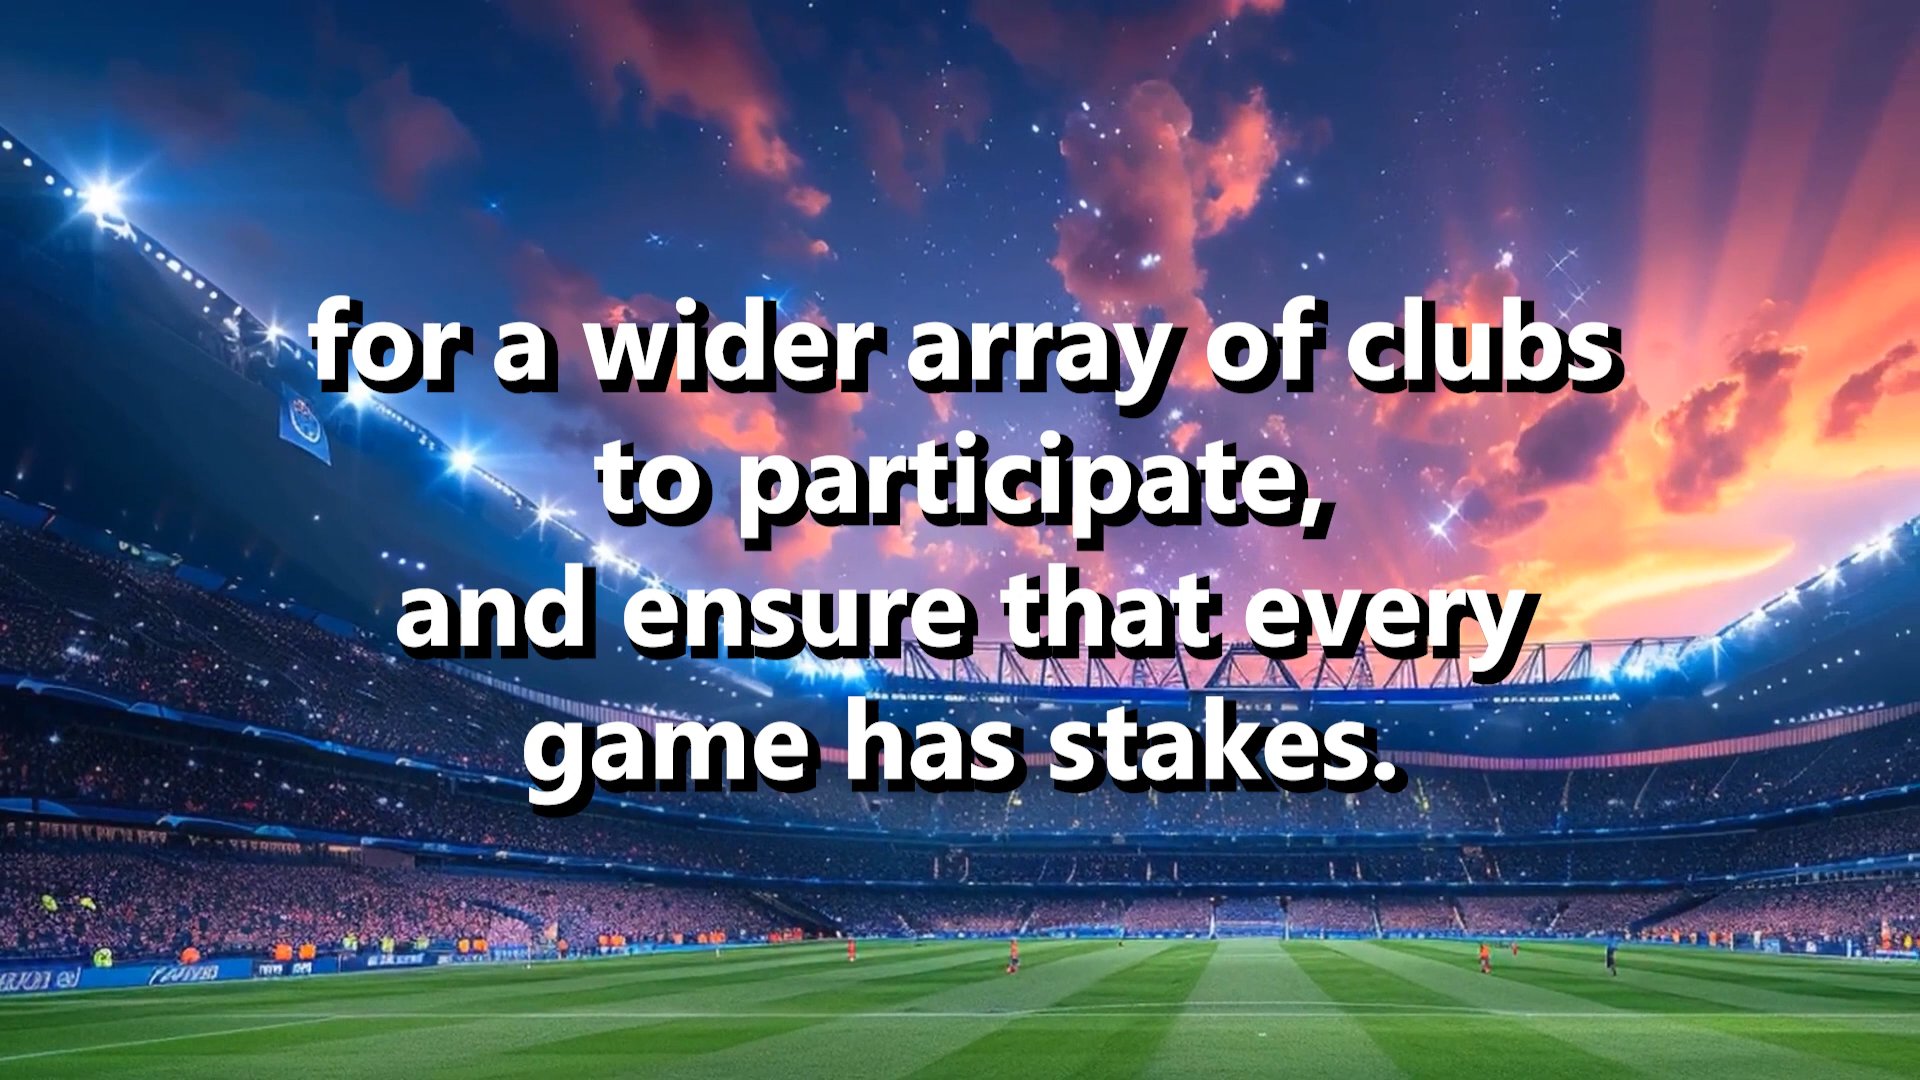 for a wider array of clubs
to participate,
and ensure that every
game has stakes.